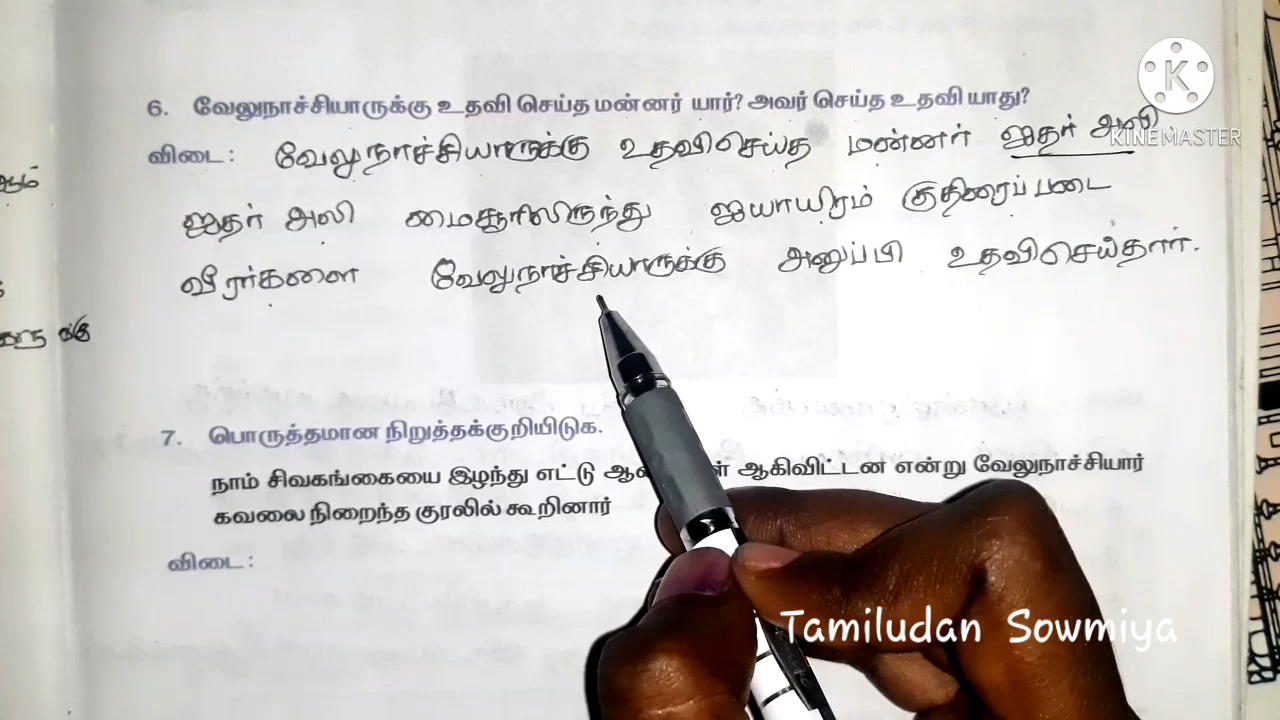 K
KINEMASTER
6. வேலுநாச்சியாருக்கு உதவி செய்த மன்னர் யார்? அவர் செய்த உதவி யாது?
விடை : வேலுநாச்சியாருக்கு உதவிசெய்த மன்னர் ஐதர் அலி
ஐதர் அலி மைசூரிலிருந்து ஐயாயிரம் குதிரைப் படை
வீரர்களை வேலுநாச்சியாருக்கு அனுப்பி உதவிசெய்தார்.
7. பொருத்தமான நிறுத்தக்குறியிடுக.
நாம் சிவகங்கையை இழந்து எட்டு ஆகிவிட்டன என்று வேலுநாச்சியார்
கவலை நிறைந்த குரலில் கூறினார்
விடை :
Tamiludan Sowmiya